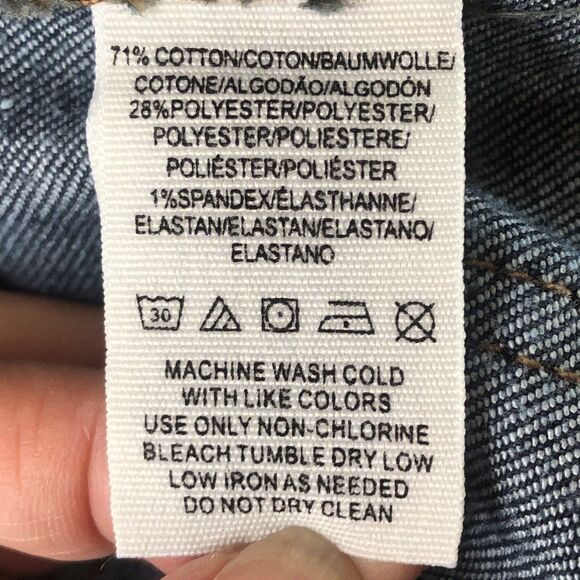 71% COTTON/COTON/BAUMWOLLE/
COTONE/ALGODÃO/ALGODÓN
28%POLYESTER/POLYESTER/
POLYESTER/POLIESTERE/
POLIÉSTER/POLIÉSTER
1%SPANDEX/ÉLASTHANNE/
ELASTAN/ELASTAN/ELASTANO/
ELASTANO
30
MACHINE WASH COLD
WITH LIKE COLORS
USE ONLY NON-CHLORINE
BLEACH TUMBLE DRY LOW
LOW IRON AS NEEDED
DO NOT DRY CLEAN